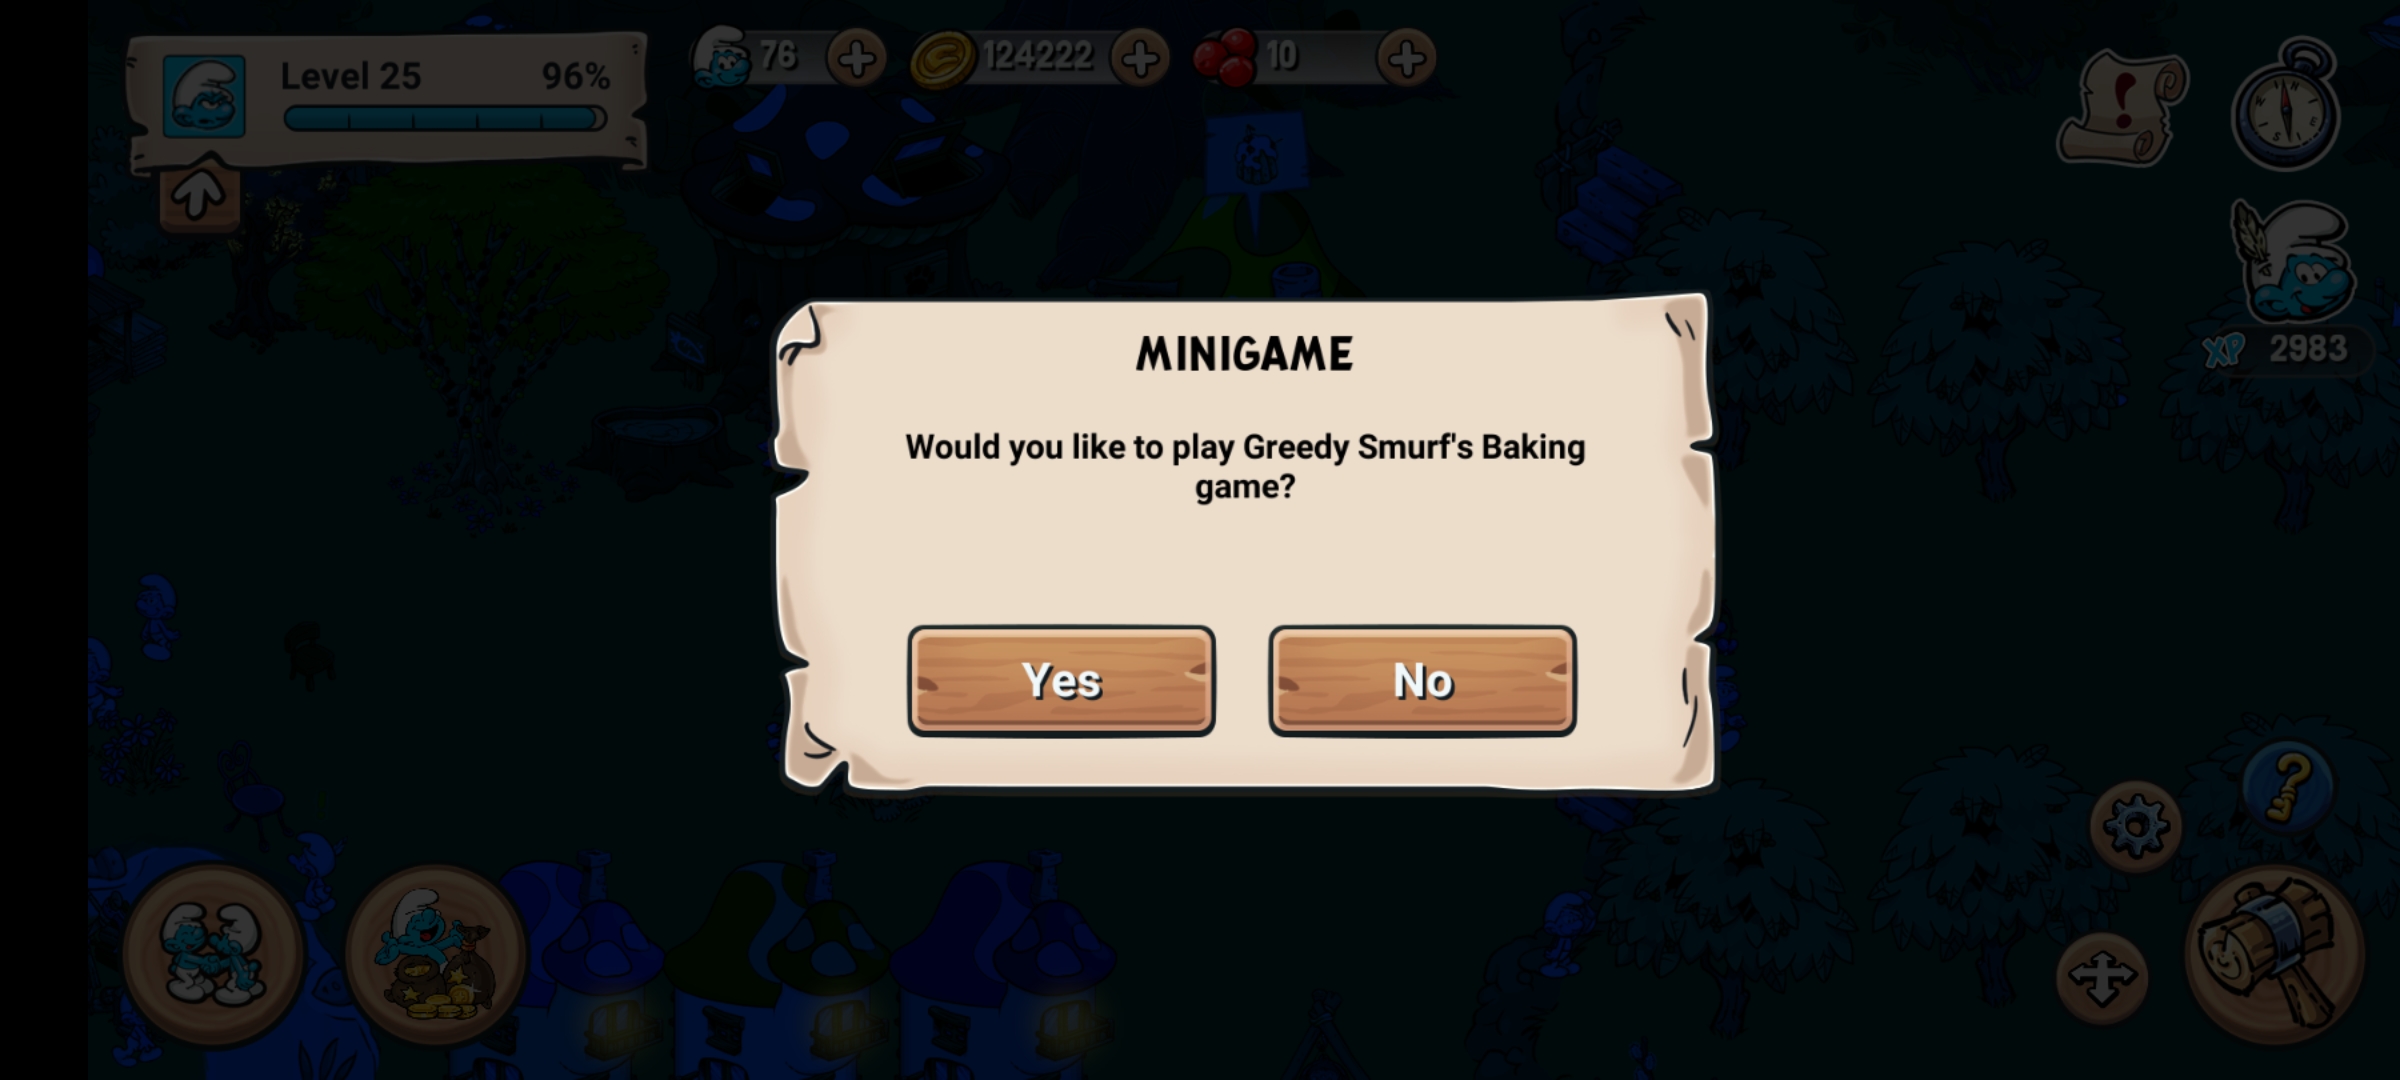 Level 25 96%
76
124222
10
XP 2983
MINIGAME
Would you like to play Greedy Smurf's Baking
game?
Yes
No